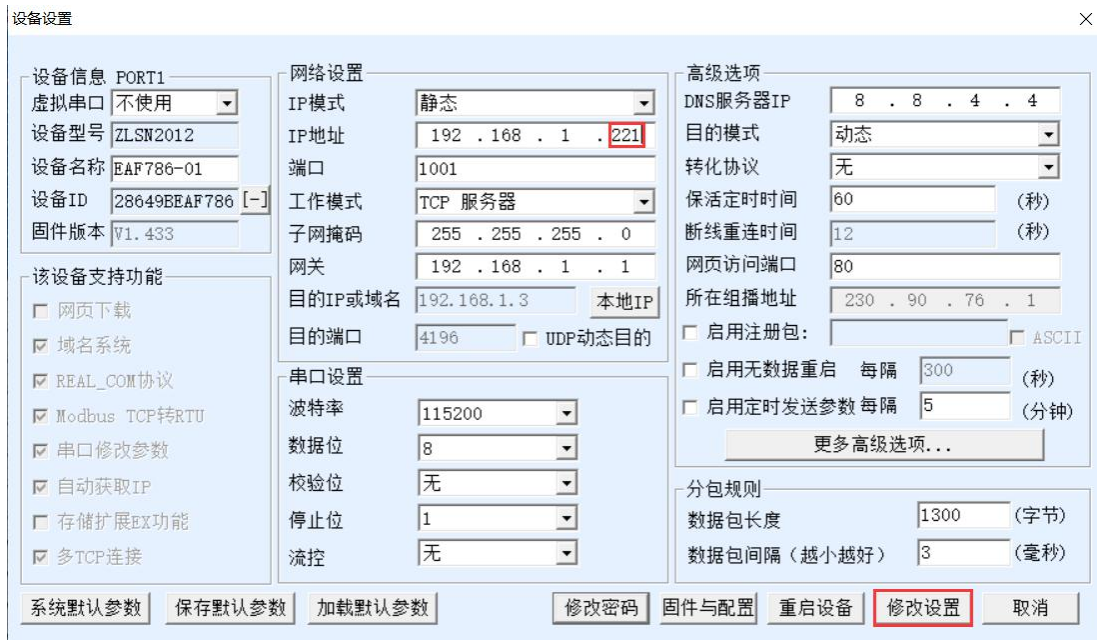 设备设置
设备信息 PORT1
虚拟串口 不使用
设备型号 ZLSN2012
设备名称 EAF786-01
设备ID 28649BEAF786 [-]
固件版本 V1.433
该设备支持功能
网页下载
域名系统
REAL_COM协议
Modbus TCP转RTU
串口修改参数
自动获取IP
存储扩展EX功能
多TCP连接
网络设置
IP模式 静态
IP地址 192 . 168 . 1 . 221
端口 1001
工作模式 TCP 服务器
子网掩码 255 . 255 . 255 . 0
网关 192 . 168 . 1 . 1
目的IP或域名 192.168.1.3 本地IP
目的端口 4196 UDP动态目的
串口设置
波特率 115200
数据位 8
校验位 无
停止位 1
流控 无
高级选项
DNS服务器IP 8 . 8 . 4 . 4
目的模式 动态
转化协议 无
保活定时时间 60 (秒)
断线重连时间 12 (秒)
网页访问端口 80
所在组播地址 230 . 90 . 76 . 1
启用注册包: ASCII
启用无数据重启 每隔 300 (秒)
启用定时发送参数 每隔 5 (分钟)
更多高级选项...
分包规则
数据包长度 1300 (字节)
数据包间隔(越小越好) 3 (毫秒)
系统默认参数 保存默认参数 加载默认参数 修改密码 固件与配置 重启设备 修改设置 取消